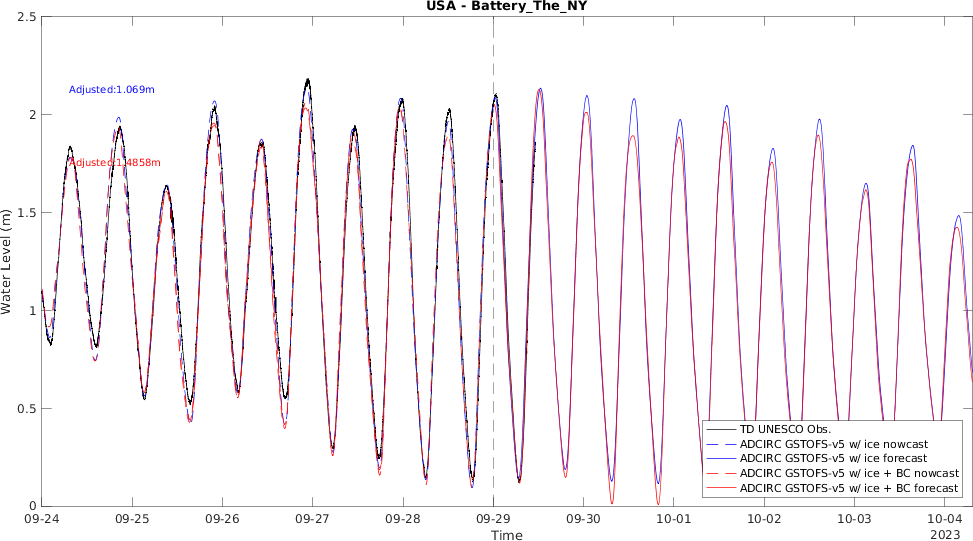 USA - Battery_The_NY
2.5
2
1.5
1
0.5
0
Water Level (m)
Adjusted:1.069m
Adjusted:1.4858m
TD UNESCO Obs.
ADCIRC GSTOFS-v5 w/ ice nowcast
ADCIRC GSTOFS-v5 w/ ice forecast
ADCIRC GSTOFS-v5 w/ ice + BC nowcast
ADCIRC GSTOFS-v5 w/ ice + BC forecast
09-24 09-25 09-26 09-27 09-28 09-29 09-30 10-01 10-02 10-03 10-04
Time
2023